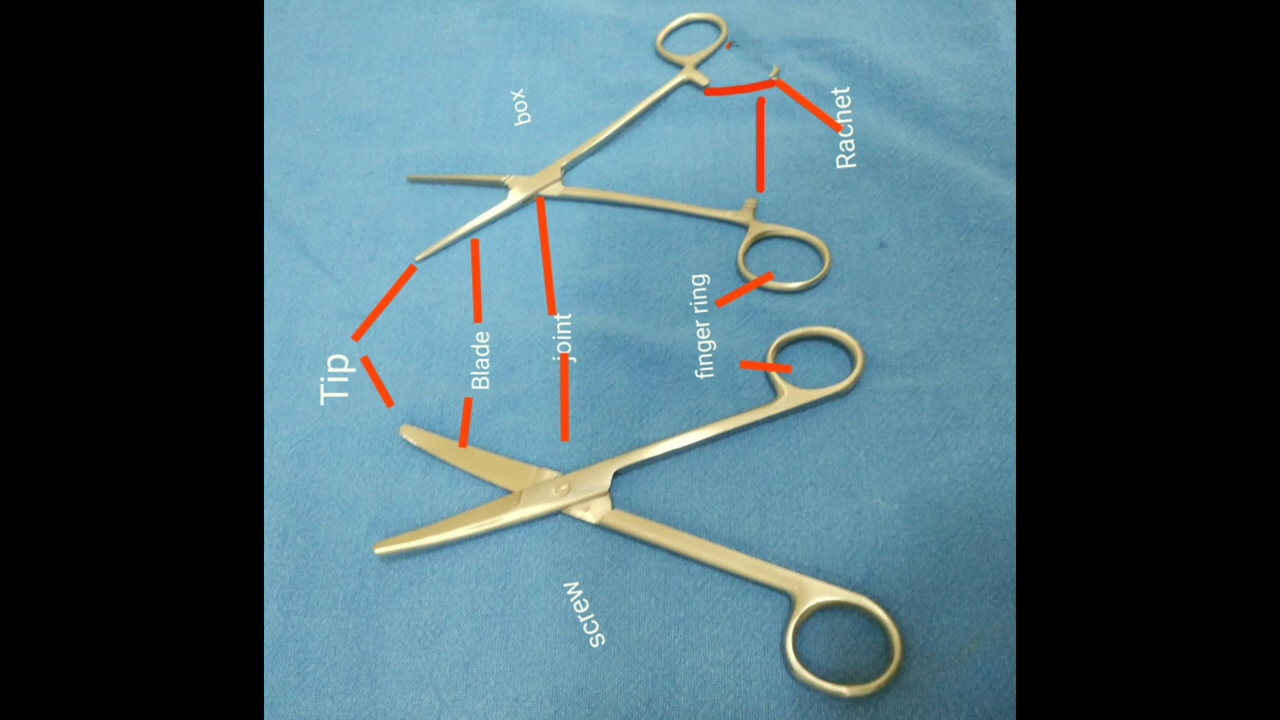 box
Rachet
Tip
Blade
joint
finger ring
screw